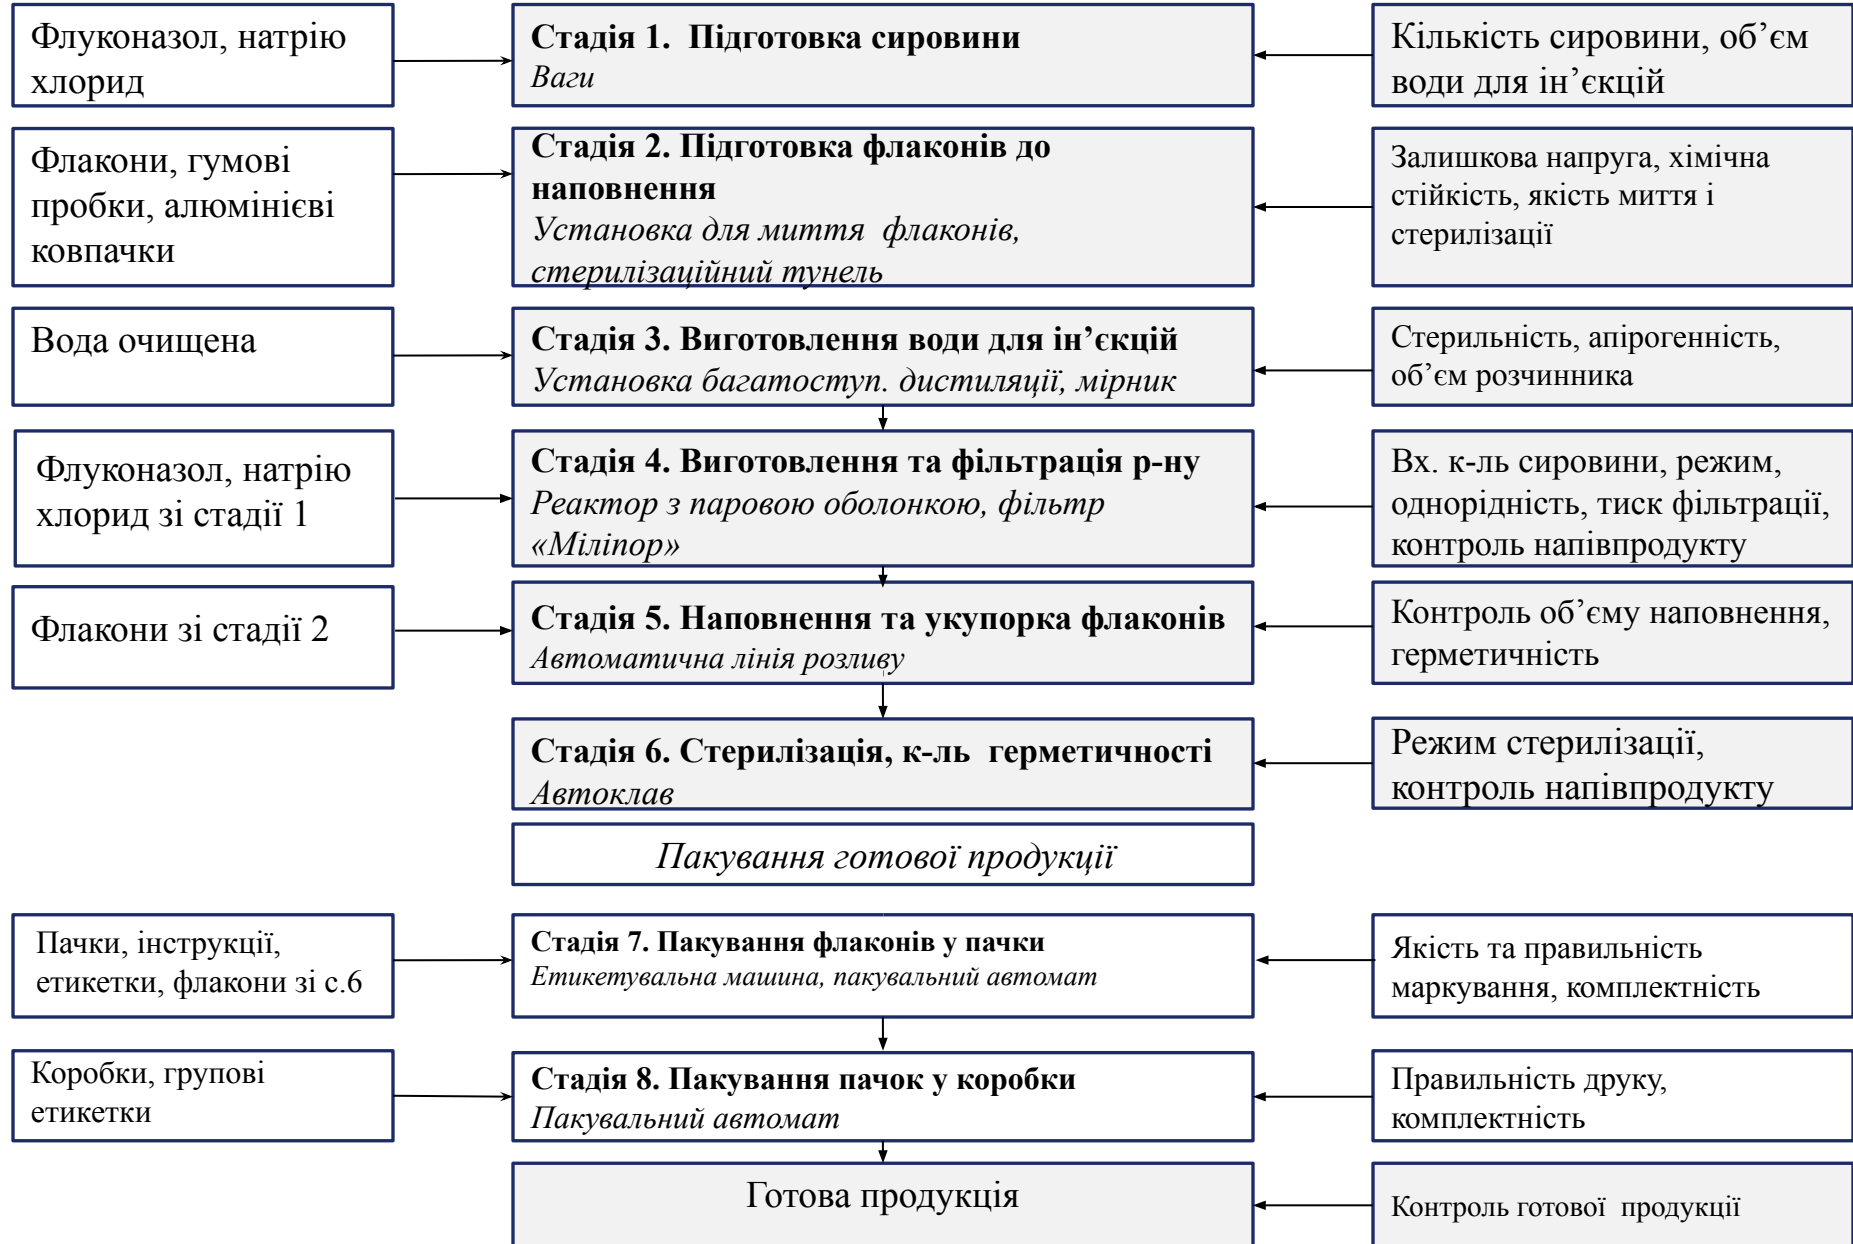 Флуконазол, натрію
хлорид
Стадія 1.  Підготовка сировини
Ваги
Кількість сировини, об’єм
води для ін’єкцій
Флакони, гумові
пробки, алюмінієві
ковпачки
Стадія 2. Підготовка флаконів до
наповнення
Установка для миття  флаконів,
стерилізаційний тунель
Залишкова напруга, хімічна
стійкість, якість миття і
стерилізації
Вода очищена
Стадія 3. Виготовлення води для ін’єкцій
Установка багатоступ. дистиляції, мірник
Стерильність, апірогенність,
об’єм розчинника
Флуконазол, натрію
хлорид зі стадії 1
Стадія 4. Виготовлення та фільтрація р-ну
Реактор з паровою оболонкою, фільтр
«Міліпор»
Вх. к-ль сировини, режим,
однорідність, тиск фільтрації,
контроль напівпродукту
Флакони зі стадії 2
Стадія 5. Наповнення та укупорка флаконів
Автоматична лінія розливу
Контроль об’єму наповнення,
герметичність
Стадія 6. Стерилізація, к-ль  герметичності
Автоклав
Режим стерилізації,
контроль напівпродукту
Пакування готової продукції
Пачки, інструкції,
етикетки, флакони зі с.6
Стадія 7. Пакування флаконів у пачки
Етикетувальна машина, пакувальний автомат
Якість та правильність
маркування, комплектність
Коробки, групові
етикетки
Стадія 8. Пакування пачок у коробки
Пакувальний автомат
Правильність друку,
комплектність
Готова продукція
Контроль готової  продукції